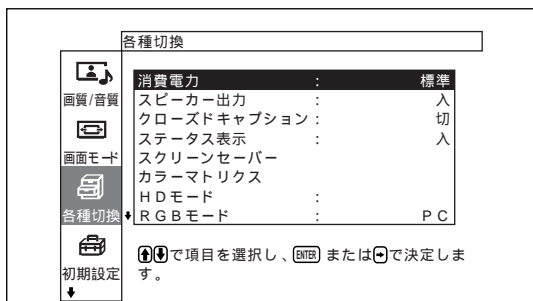 各種切換
画質/音質
画面モード
各種切換
初期設定
消費電力 : 標準
スピーカー出力 : 入
クローズドキャプション : 切
ステータス表示 : 入
スクリーンセーバー
カラーマトリクス
HDモード :
RGBモード : PC
で項目を選択し、ENTER またはで決定しま
す。